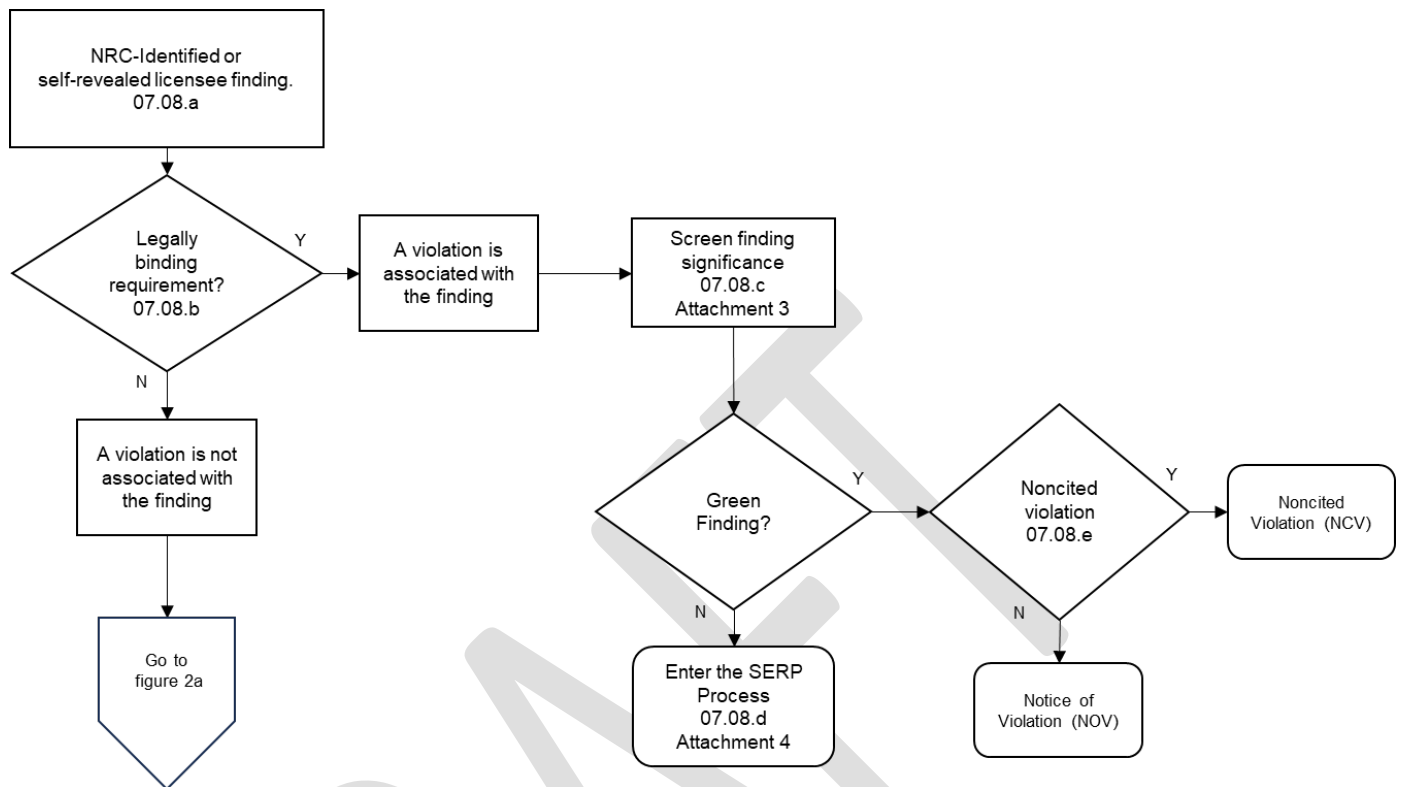 NRC-Identified or
self-revealed licensee finding.
07.08.a
Legally
binding
requirement?
07.08.b
Y
A violation is
associated with
the finding
Screen finding
significance
07.08.c
Attachment 3
N
A violation is not
associated with
the finding
Go to
figure 2a
Green
Finding?
Y
Noncited
violation
07.08.e
Y
Noncited
Violation (NCV)
N
Enter the SERP
Process
07.08.d
Attachment 4
N
Notice of
Violation (NOV)